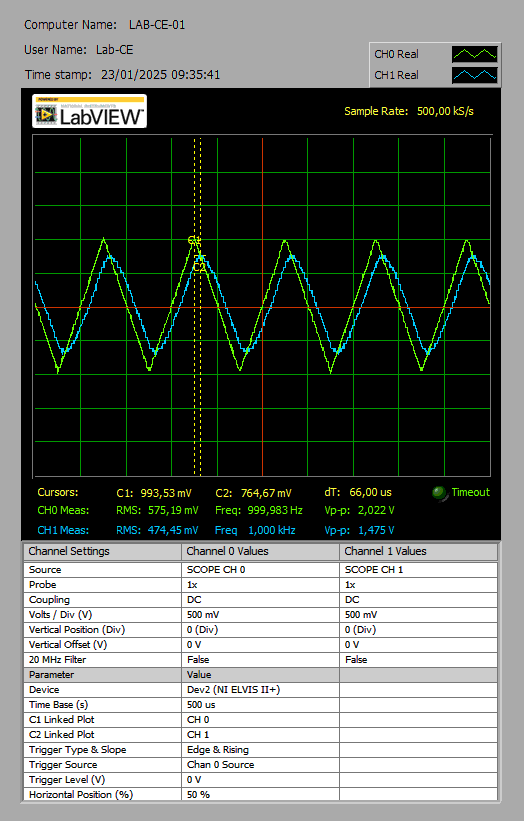 Computer Name: LAB-CE-01
User Name: Lab-CE
Time stamp: 23/01/2025 09:35:41
CH0 Real
CH1 Real
POWERED BY
NATIONAL INSTRUMENTS
LabVIEW™
Sample Rate: 500,00 kS/s
C1
C2
Cursors: C1: 993,53 mV C2: 764,67 mV dT: 66,00 us Timeout
CH0 Meas: RMS: 575,19 mV Freq: 999,983 Hz Vp-p: 2,022 V
CH1 Meas: RMS: 474,45 mV Freq 1,000 kHz Vp-p: 1,475 V
Channel Settings Channel 0 Values Channel 1 Values
Source SCOPE CH 0 SCOPE CH 1
Probe 1x 1x
Coupling DC DC
Volts / Div (V) 500 mV 500 mV
Vertical Position (Div) 0 (Div) 0 (Div)
Vertical Offset (V) 0 V 0 V
20 MHz Filter False False
Parameter Value
Device Dev2 (NI ELVIS II+)
Time Base (s) 500 us
C1 Linked Plot CH 0
C2 Linked Plot CH 1
Trigger Type & Slope Edge & Rising
Trigger Source Chan 0 Source
Trigger Level (V) 0 V
Horizontal Position (%) 50 %